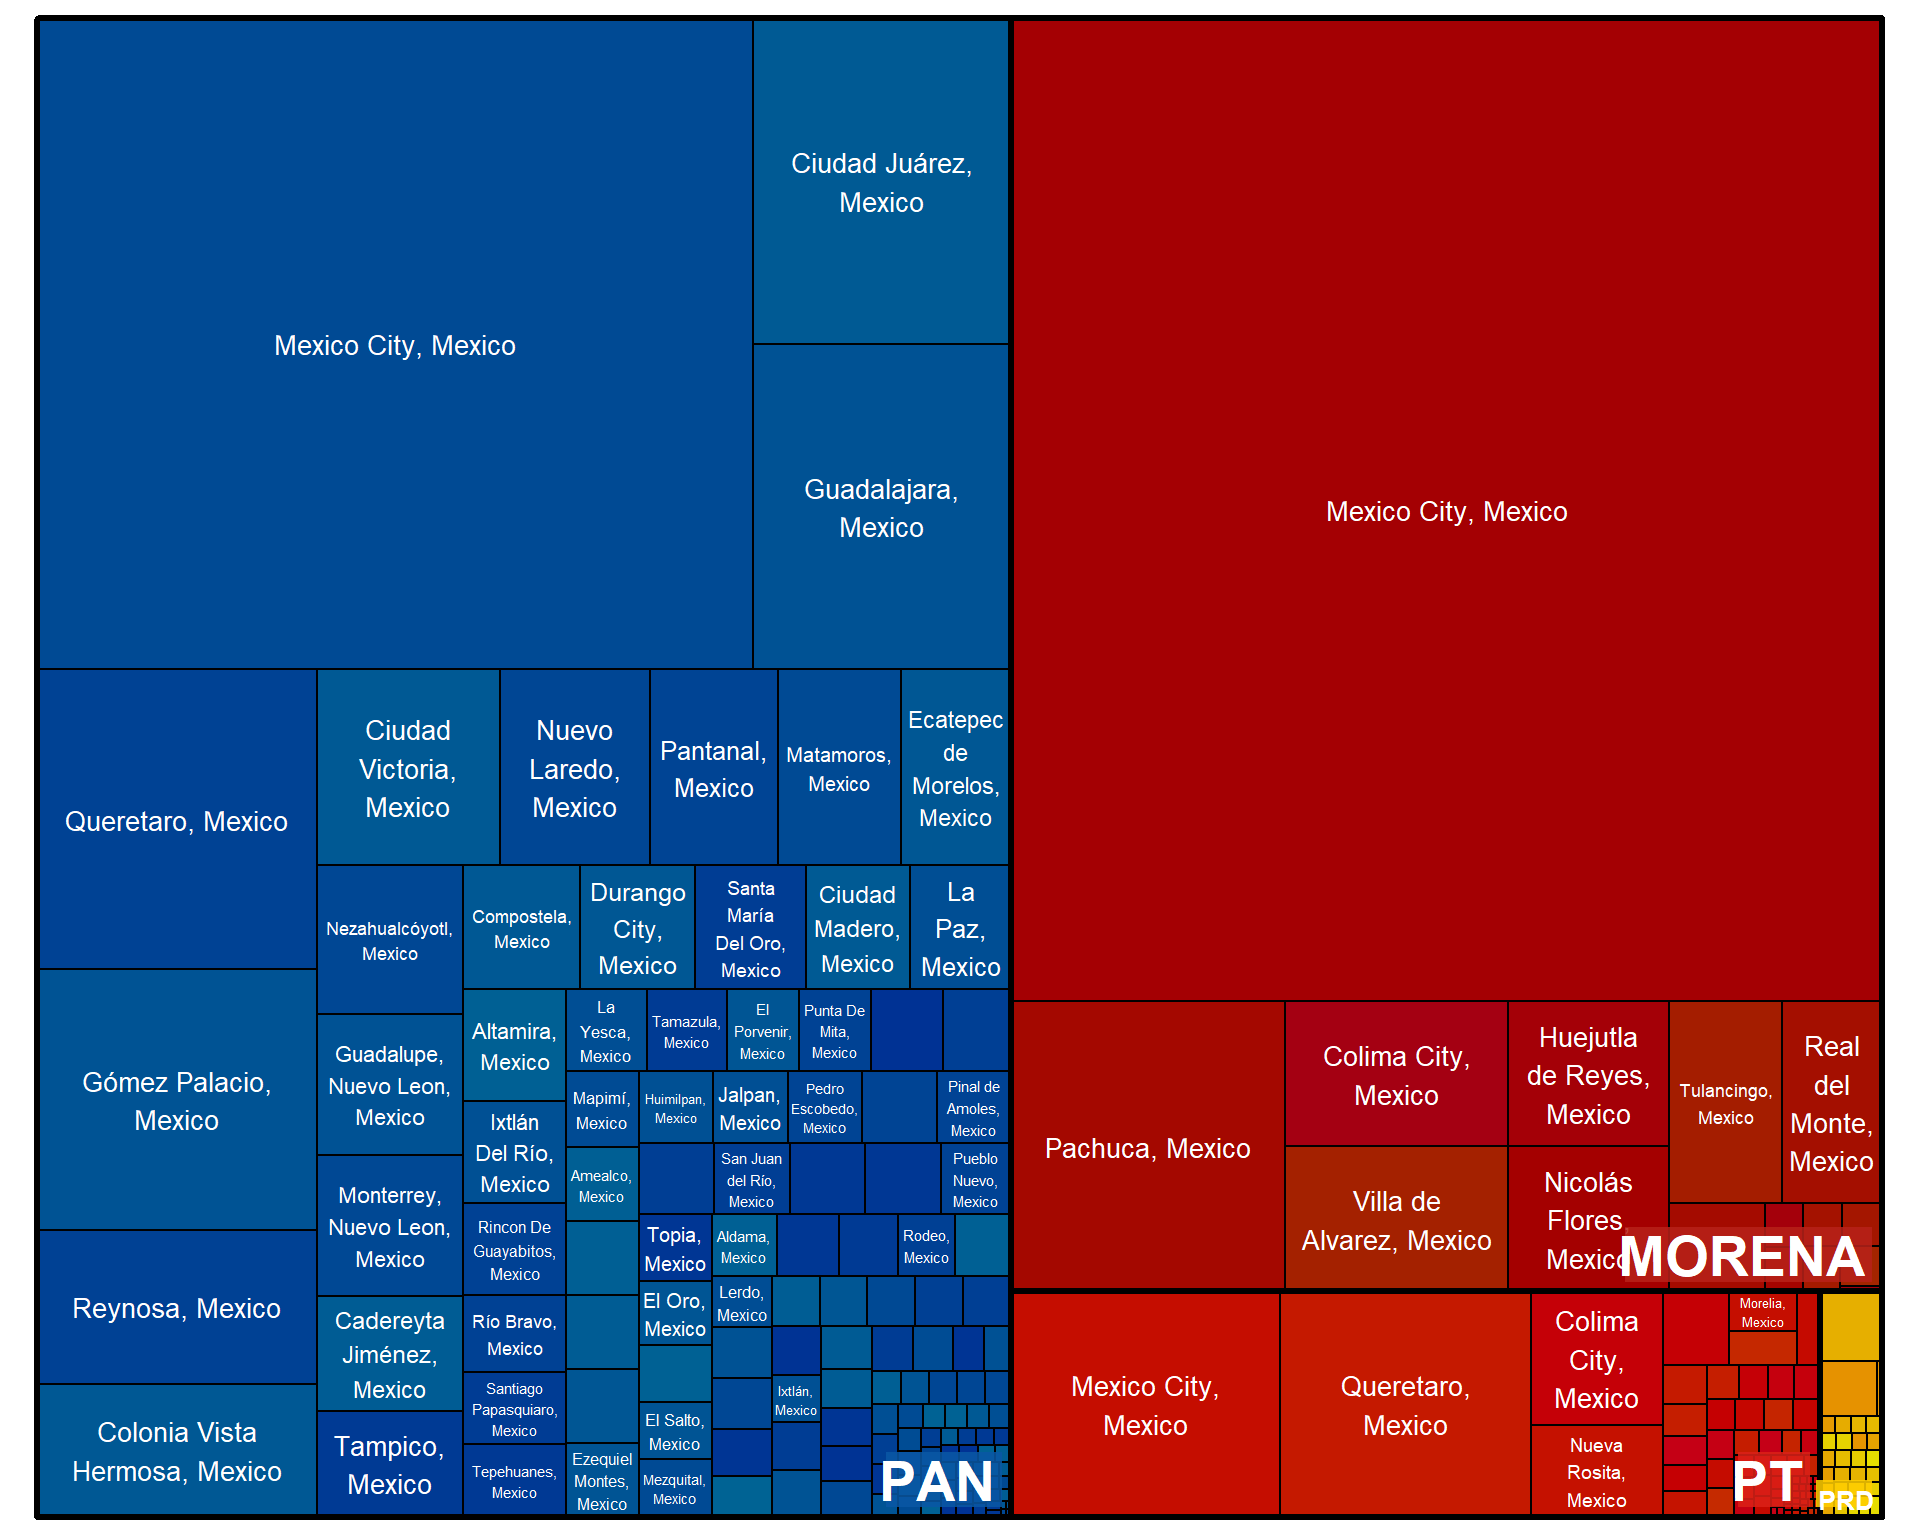 Mexico City, Mexico
Ciudad Juárez,
Mexico
Guadalajara,
Mexico
Queretaro, Mexico
Gómez Palacio,
Mexico
Reynosa, Mexico
Colonia Vista
Hermosa, Mexico
Ciudad
Victoria,
Mexico
Nuevo
Laredo,
Mexico
Pantanal,
Mexico
Matamoros,
Mexico
Ecatepec
de
Morelos,
Mexico
Nezahualcóyotl,
Mexico
Guadalupe,
Nuevo Leon,
Mexico
Monterrey,
Nuevo Leon,
Mexico
Cadereyta
Jiménez,
Mexico
Tampico,
Mexico
Compostela,
Mexico
Durango
City,
Mexico
Santa
María
Del Oro,
Mexico
Ciudad
Madero,
Mexico
La
Paz,
Mexico
Altamira,
Mexico
Ixtlán
Del Río,
Mexico
Rincon De
Guayabitos,
Mexico
Río Bravo,
Mexico
Santiago
Papasquiaro,
Mexico
Tepehuanes,
Mexico
La
Yesca,
Mexico
Tamazula,
Mexico
El
Porvenir,
Mexico
Punta De
Mita,
Mexico
Mapimí,
Mexico
Amealco,
Mexico
Ezequiel
Montes,
Mexico
Huimilpan,
Mexico
Jalpan,
Mexico
Pedro
Escobedo,
Mexico
Pinal de
Amoles,
Mexico
San Juan
del Río,
Mexico
Pueblo
Nuevo,
Mexico
Topia,
Mexico
Aldama,
Mexico
Rodeo,
Mexico
El Oro,
Mexico
Lerdo,
Mexico
El Salto,
Mexico
Mezquital,
Mexico
Ixtlán,
Mexico
PAN
Mexico City, Mexico
Pachuca, Mexico
Colima City,
Mexico
Villa de
Alvarez, Mexico
Huejutla
de Reyes,
Mexico
Nicolás
Flores,
Mexico
Tulancingo,
Mexico
Real
del
Monte,
Mexico
MORENA
Mexico City,
Mexico
Queretaro,
Mexico
Colima
City,
Mexico
Nueva
Rosita,
Mexico
Morelia,
Mexico
PT
PRD